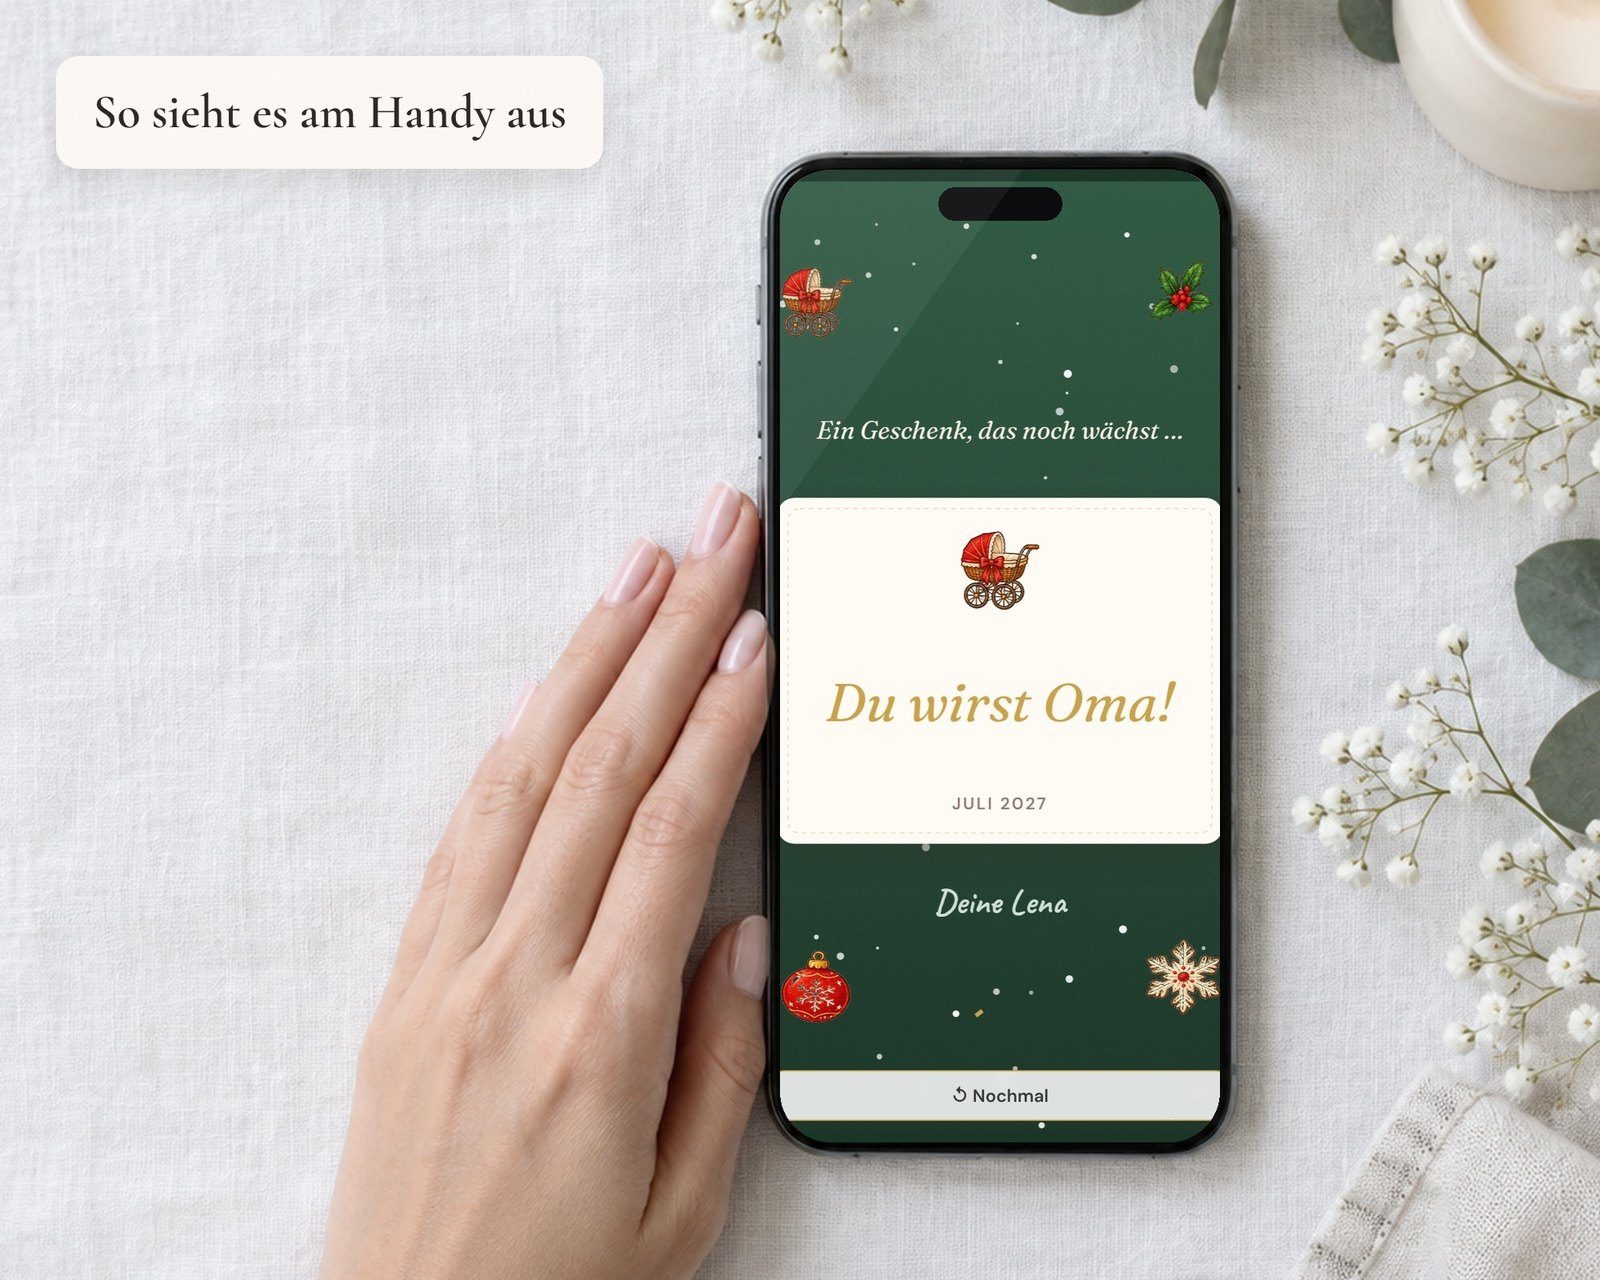 So sieht es am Handy aus
Ein Geschenk, das noch wächst ...
Du wirst Oma!
JULI 2027
Deine Lena
Nochmal